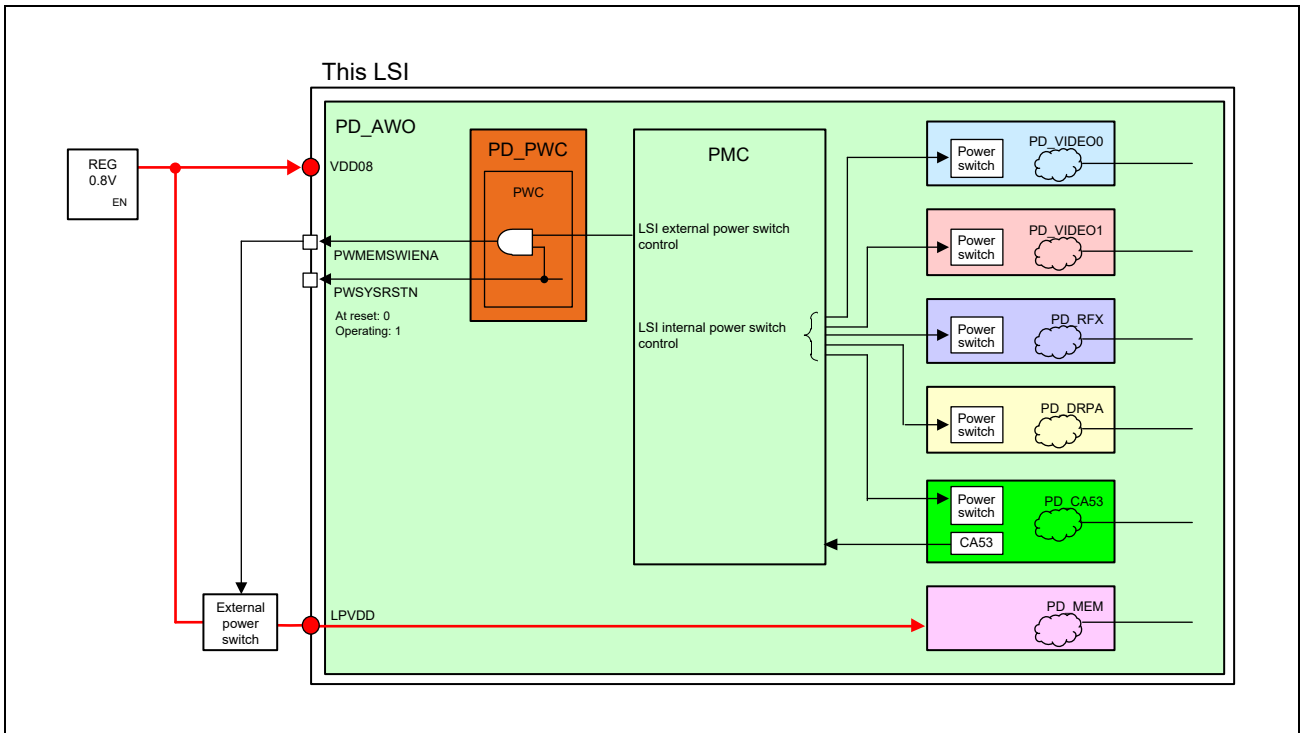 This LSI
PD_AWO
REG
0.8V
EN
VDD08
PD_PWC
PWC
PWMEMSWIENA
PWSYSRSTN
At reset: 0
Operating: 1
PMC
LSI external power switch
control
LSI internal power switch
control
Power
switch
PD_VIDEO0
Power
switch
PD_VIDEO1
Power
switch
PD_RFX
Power
switch
PD_DRPA
Power
switch
PD_CA53
CA53
External
power
switch
LPVDD
PD_MEM